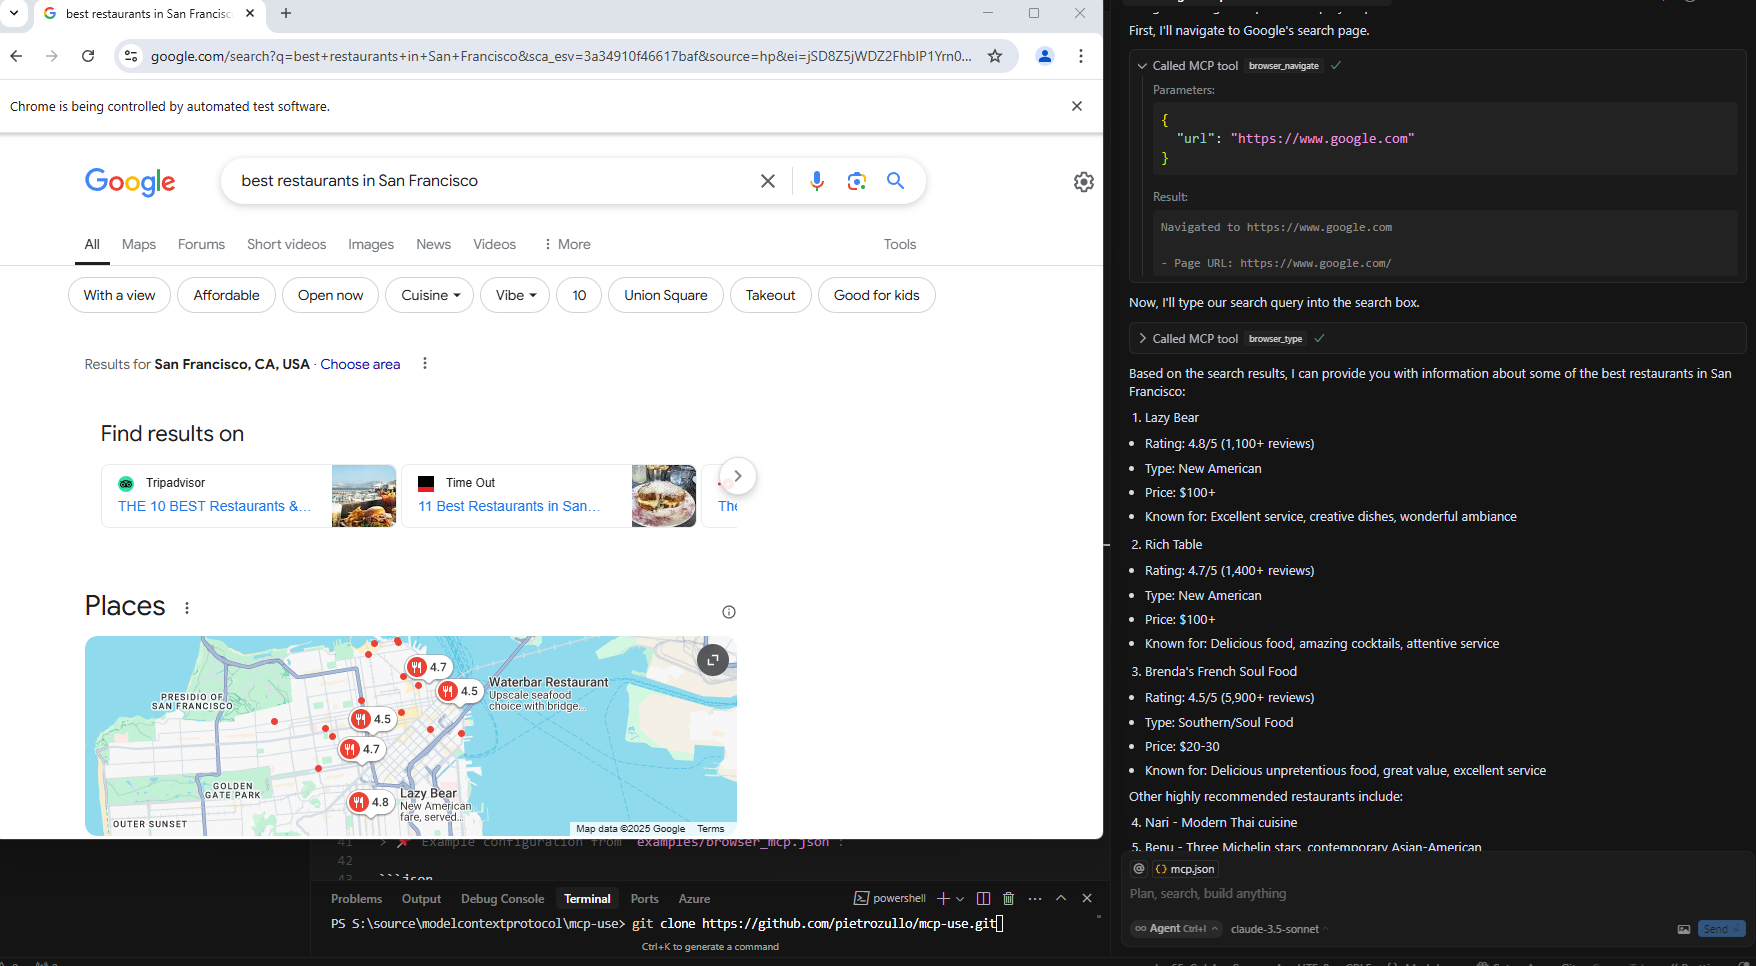 best restaurants in San Francisc
google.com/search?q=best+restaurants+in+San+Francisco&sca_esv=3a34910f46617baf&source=hp&ei=jSD8Z5jWDZ2FhbIP1Yrn0...
Chrome is being controlled by automated test software.
Google
best restaurants in San Francisco
All Maps Forums Short videos Images News Videos More Tools
With a view Affordable Open now Cuisine Vibe 10 Union Square Takeout Good for kids
Results for San Francisco, CA, USA · Choose area
Find results on
Tripadvisor
THE 10 BEST Restaurants &...
Time Out
11 Best Restaurants in San...
The
Places
4.7
4.5
Waterbar Restaurant
Upscale seafood
choice with bridge...
PRESIDIO OF
SAN FRANCISCO
4.5
4.7
GOLDEN
GATE PARK
4.8
Lazy Bear
New American
fare, served...
OUTER SUNSET
Map data ©2025 Google Terms
41 > Example configuration from `examples/browser_mcp.json`:
42
43 ```json
Problems Output Debug Console Terminal Ports Azure
powershell
PS S:\source\modelcontextprotocol\mcp-use> git clone https://github.com/pietrozullo/mcp-use.git
Ctrl+K to generate a command
First, I'll navigate to Google's search page.
Called MCP tool browser_navigate
Parameters:
{
"url": "https://www.google.com"
}
Result:
Navigated to https://www.google.com
- Page URL: https://www.google.com/
Now, I'll type our search query into the search box.
Called MCP tool browser_type
Based on the search results, I can provide you with information about some of the best restaurants in San
Francisco:
1. Lazy Bear
• Rating: 4.8/5 (1,100+ reviews)
• Type: New American
• Price: $100+
• Known for: Excellent service, creative dishes, wonderful ambiance
2. Rich Table
• Rating: 4.7/5 (1,400+ reviews)
• Type: New American
• Price: $100+
• Known for: Delicious food, amazing cocktails, attentive service
3. Brenda's French Soul Food
• Rating: 4.5/5 (5,900+ reviews)
• Type: Southern/Soul Food
• Price: $20-30
• Known for: Delicious unpretentious food, great value, excellent service
Other highly recommended restaurants include:
4. Nari - Modern Thai cuisine
5. Benu - Three Michelin stars, contemporary Asian-American
@ {} mcp.json
Plan, search, build anything
∞ Agent Ctrl+I claude-3.5-sonnet
Send